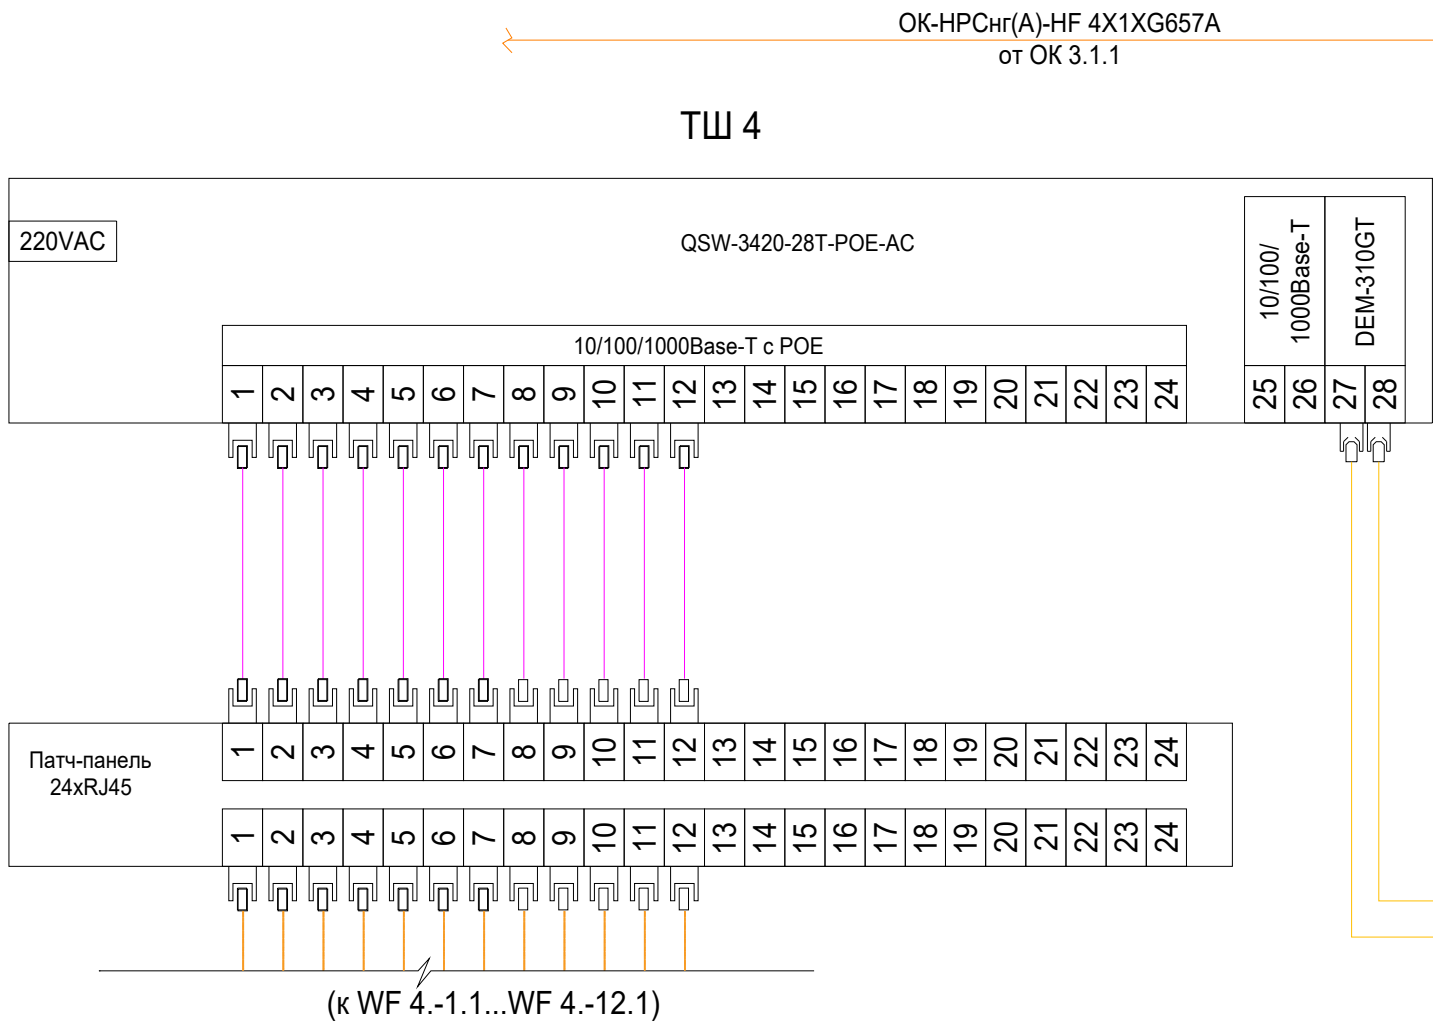 ОК-НРСнг(А)-HF 4X1XG657A
от ОК 3.1.1
ТШ 4
220VAC
QSW-3420-28T-POE-AC
10/100/
1000Base-T
DEM-310GT
10/100/1000Base-T с POE
1 2 3 4 5 6 7 8 9 10 11 12 13 14 15 16 17 18 19 20 21 22 23 24
25 26 27 28
Патч-панель
24xRJ45
1 2 3 4 5 6 7 8 9 10 11 12 13 14 15 16 17 18 19 20 21 22 23 24
1 2 3 4 5 6 7 8 9 10 11 12 13 14 15 16 17 18 19 20 21 22 23 24
(к WF 4.-1.1...WF 4.-12.1)